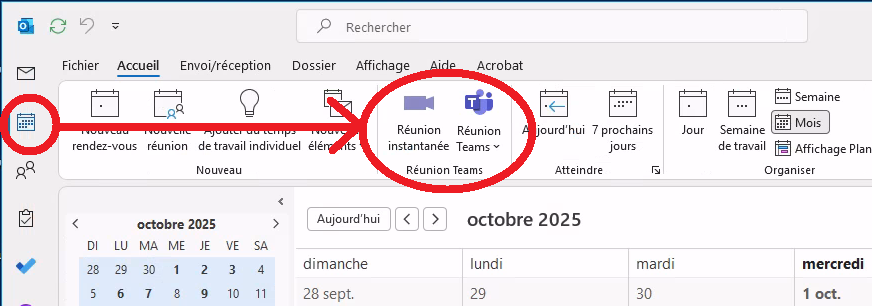 Rechercher
Fichier Accueil Envoi/réception Dossier Affichage Aide Acrobat
Nouveau rendez-vous
Nouvelle réunion
Ajouter du temps de travail individuel
Nouveaux éléments
Réunion instantanée
Réunion Teams
Aujourd'hui
7 prochains jours
Jour
Semaine de travail
Semaine
Mois
Affichage Plan
Nouveau
Réunion Teams
Atteindre
Organiser
octobre 2025
DI LU MA ME JE VE SA
28 29 30 1 2 3 4
5 6 7 8 9 10 11
Aujourd'hui
octobre 2025
dimanche lundi mardi mercredi
28 sept. 29 30 1 oct.